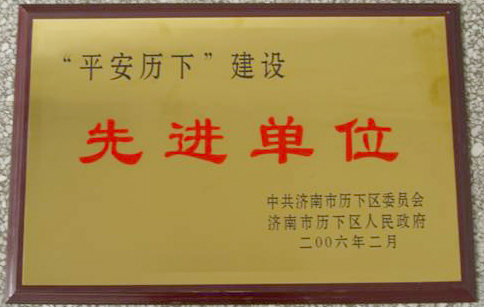 “平安历下”建设
先进单位
中共济南市历下区委员会
济南市历下区人民政府
二00六年二月